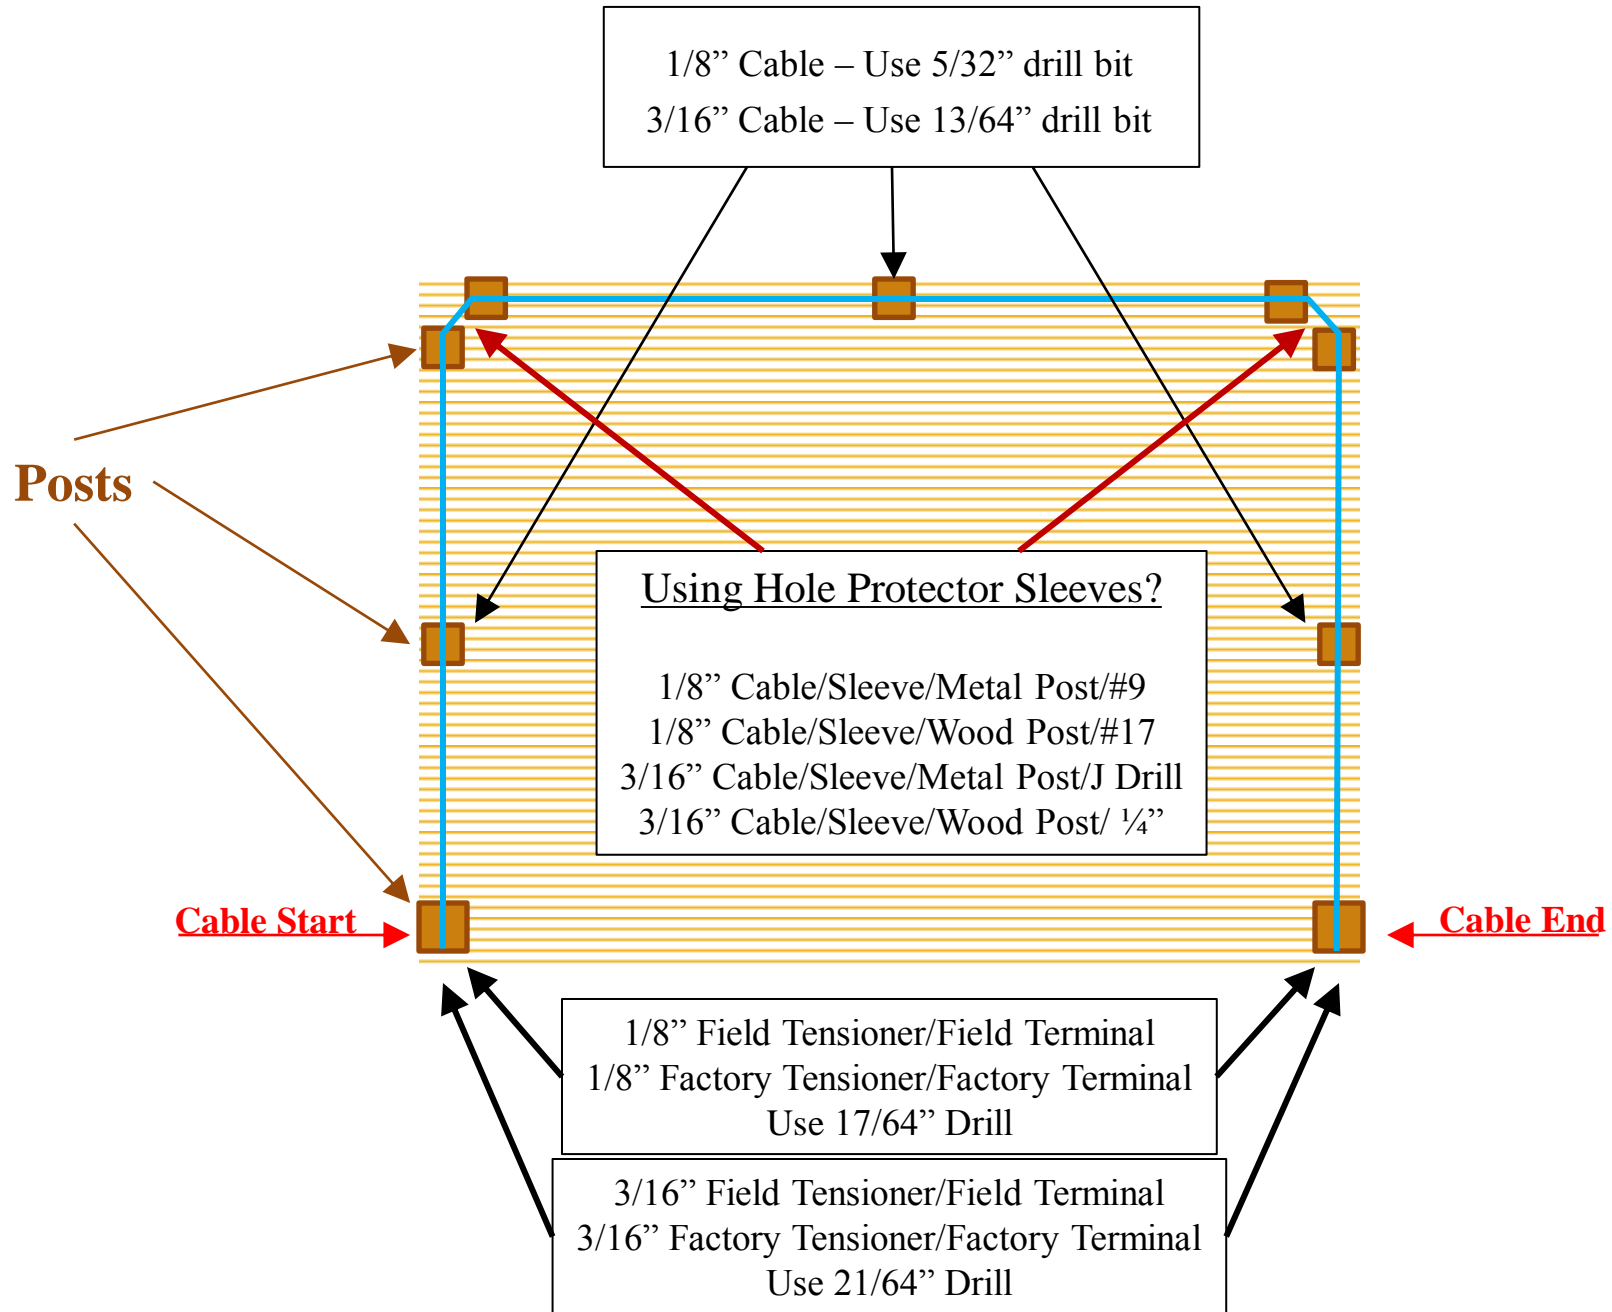 1/8” Cable – Use 5/32” drill bit
3/16” Cable – Use 13/64” drill bit
Posts
Using Hole Protector Sleeves?
1/8” Cable/Sleeve/Metal Post/#9
1/8” Cable/Sleeve/Wood Post/#17
3/16” Cable/Sleeve/Metal Post/J Drill
3/16” Cable/Sleeve/Wood Post/ ¼”
Cable Start
Cable End
1/8” Field Tensioner/Field Terminal
1/8” Factory Tensioner/Factory Terminal
Use 17/64” Drill
3/16” Field Tensioner/Field Terminal
3/16” Factory Tensioner/Factory Terminal
Use 21/64” Drill